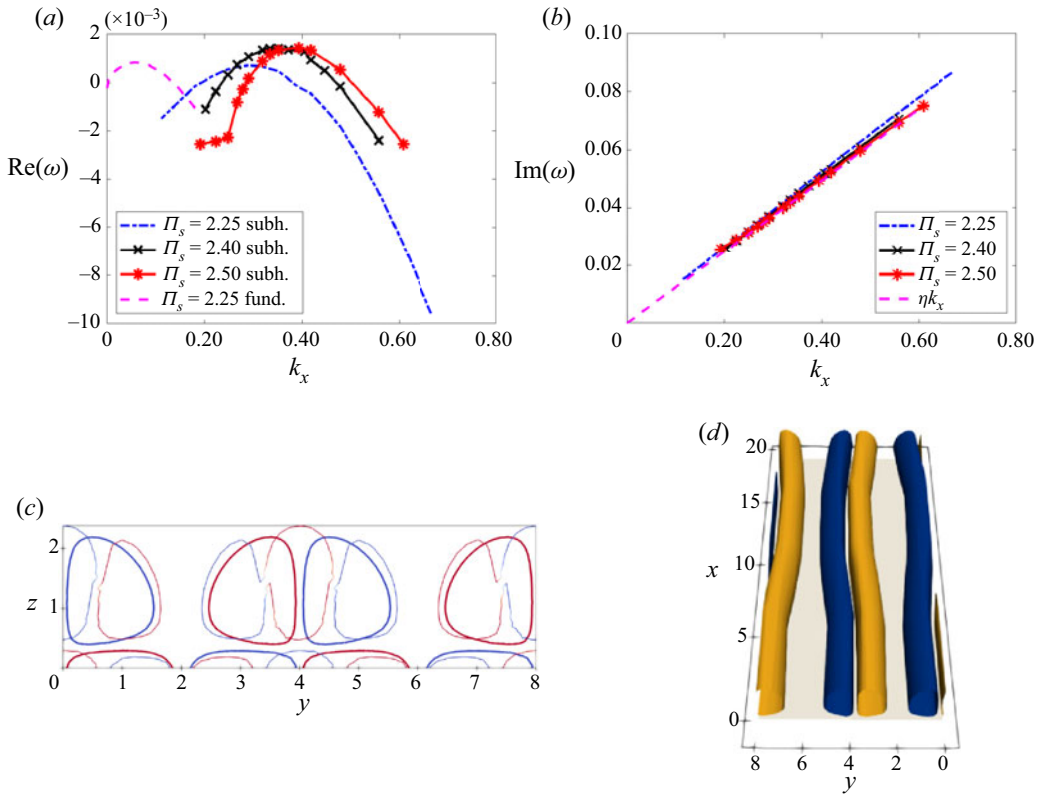 (a)
(×10⁻³)
2
0
−2
−4
−6
−8
−10
Re(ω)
Π_s = 2.25 subh.
Π_s = 2.40 subh.
Π_s = 2.50 subh.
Π_s = 2.25 fund.
0 0.20 0.40 0.60 0.80
k_x
(b)
0.10
0.08
0.06
0.04
0.02
Im(ω)
Π_s = 2.25
Π_s = 2.40
Π_s = 2.50
ηk_x
0 0.20 0.40 0.60 0.80
k_x
(c)
2
1
z
0 1 2 3 4 5 6 7 8
y
(d)
20
15
10
5
0
x
8 6 4 2 0
y